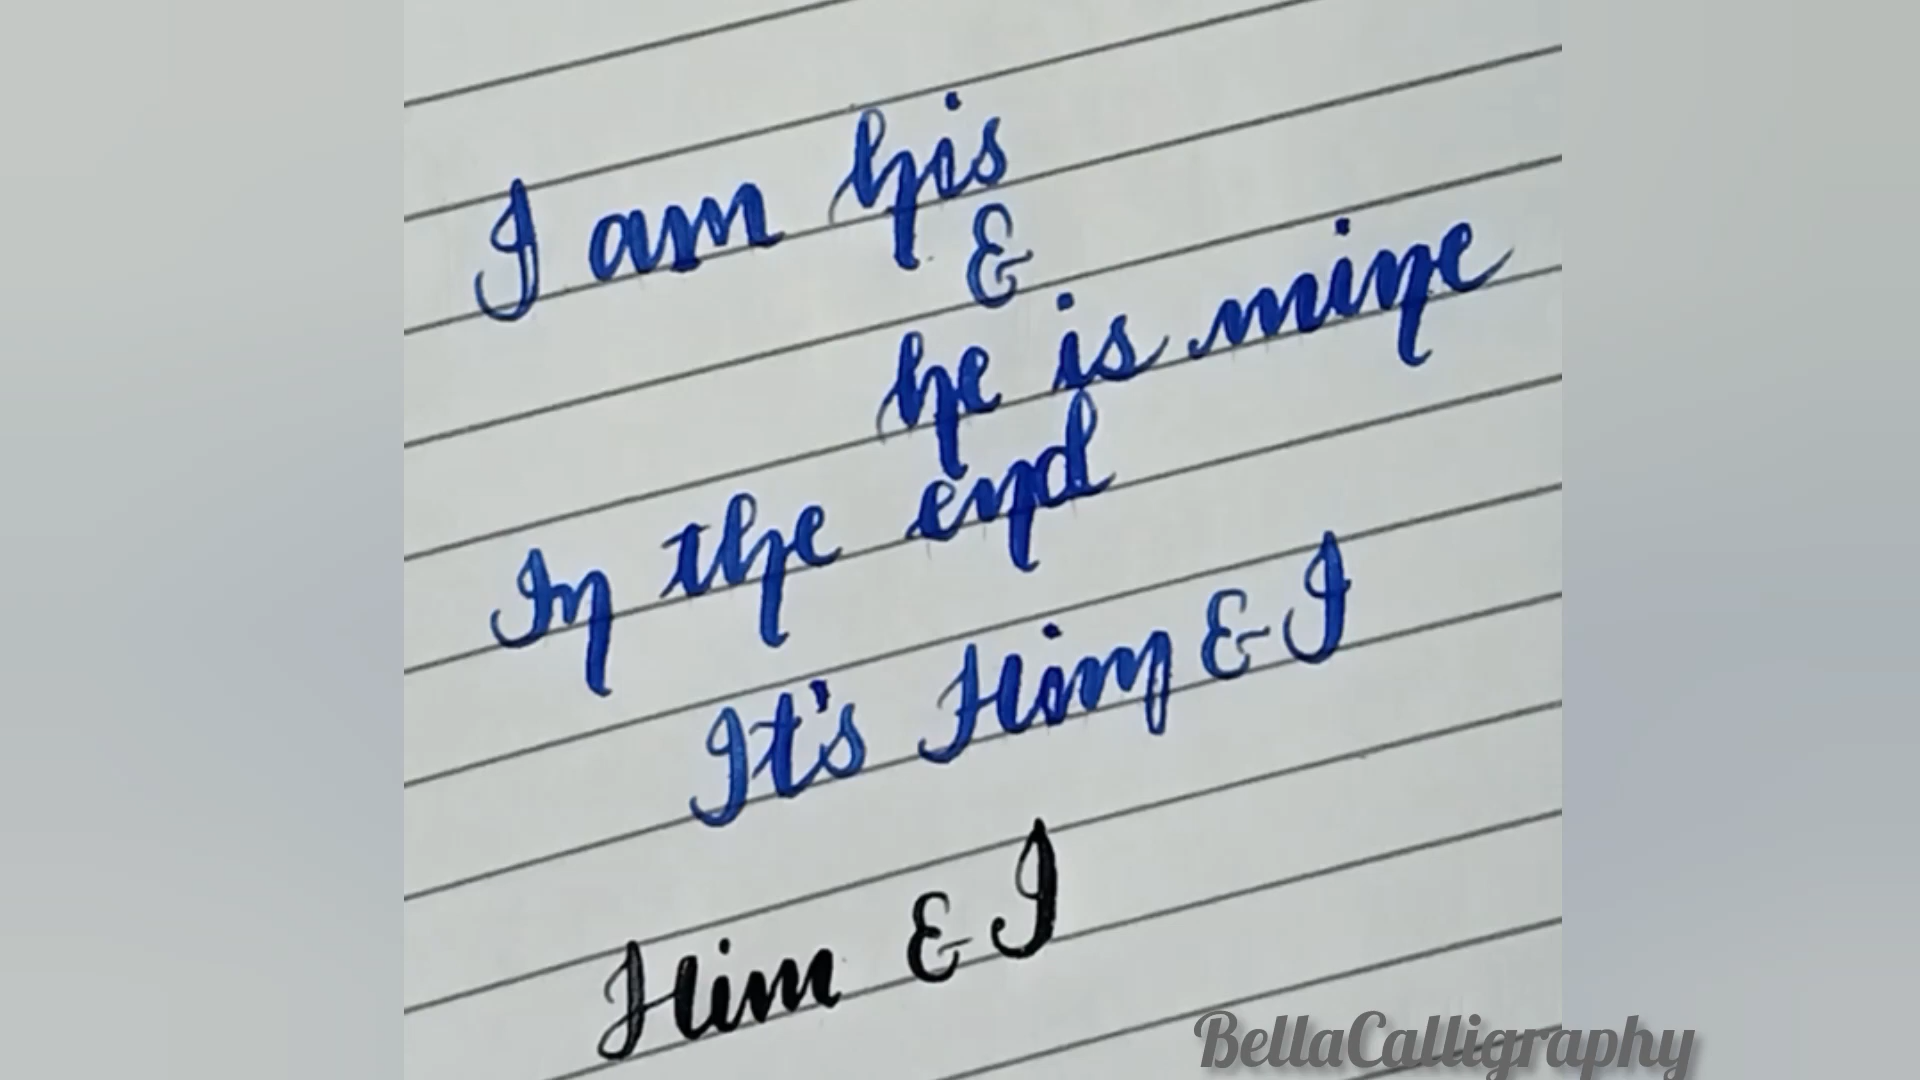 I am his
&
he is mine
In the end
It's Him & I
Him & I
BellaCalligraphy